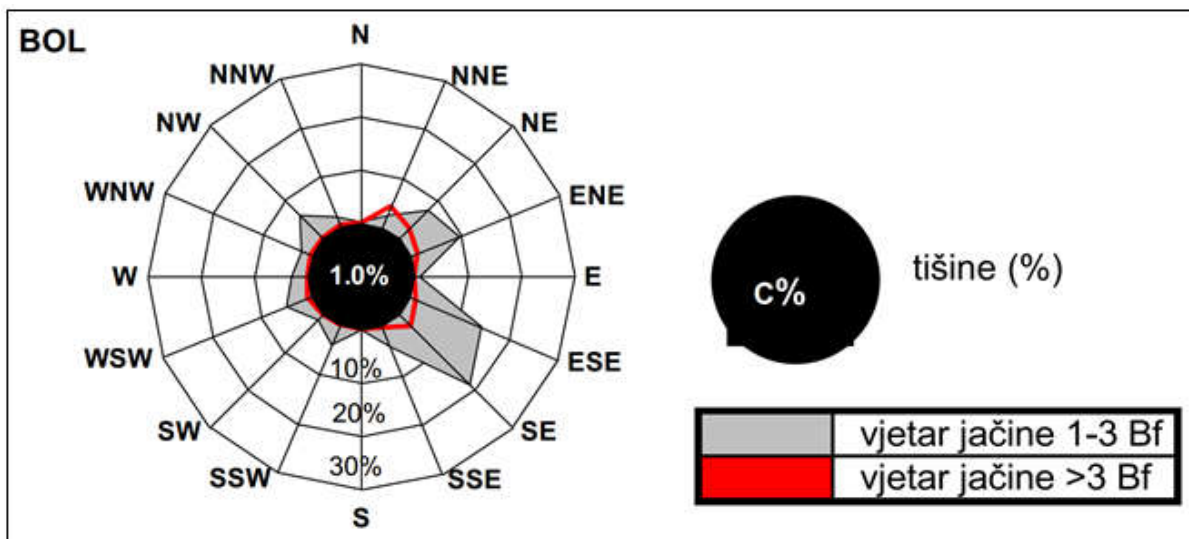 BOL
N
NNW
NNE
NW
NE
WNW
ENE
W
1.0%
E
WSW
ESE
10%
SW
20%
SE
30%
SSW
SSE
S
c%
tišine (%)
vjetar jačine 1-3 Bf
vjetar jačine >3 Bf